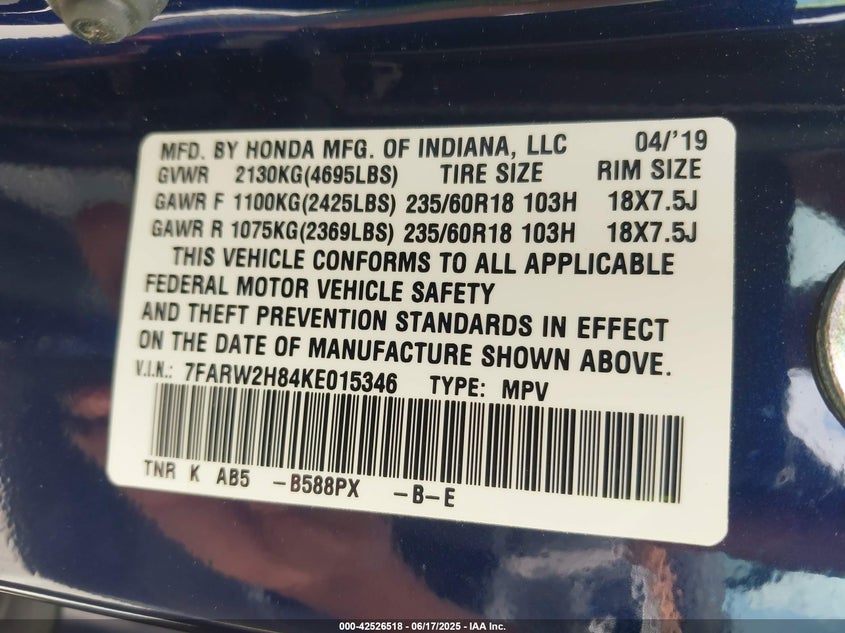 MFD. BY HONDA MFG. OF INDIANA, LLC 04/'19
GVWR 2130KG(4695LBS) TIRE SIZE RIM SIZE
GAWR F 1100KG(2425LBS) 235/60R18 103H 18X7.5J
GAWR R 1075KG(2369LBS) 235/60R18 103H 18X7.5J
THIS VEHICLE CONFORMS TO ALL APPLICABLE
FEDERAL MOTOR VEHICLE SAFETY
AND THEFT PREVENTION STANDARDS IN EFFECT
ON THE DATE OF MANUFACTURE SHOWN ABOVE.
V.I.N.: 7FARW2H84KE015346 TYPE: MPV
TNR K AB5 -B588PX -B-E
000-42526518 - 06/17/2025 - IAA Inc.